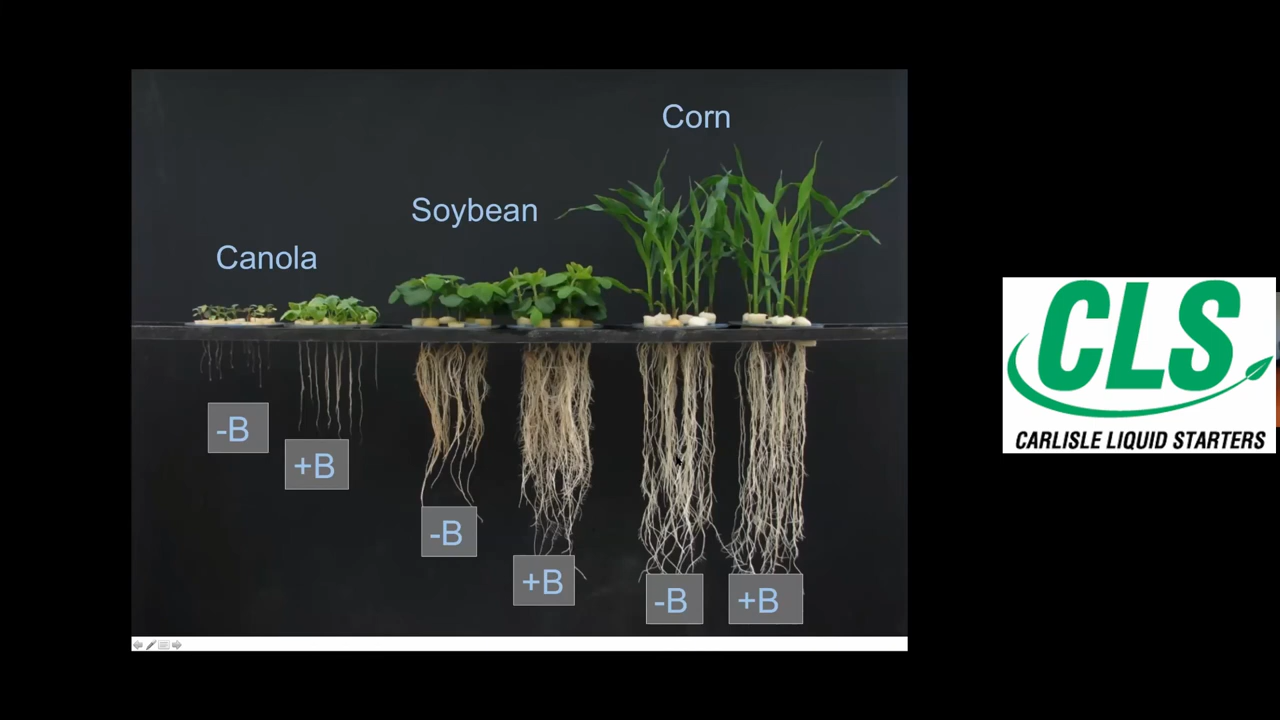 Corn
Soybean
Canola
-B
+B
-B
+B
-B
+B
CLS
CARLISLE LIQUID STARTERS